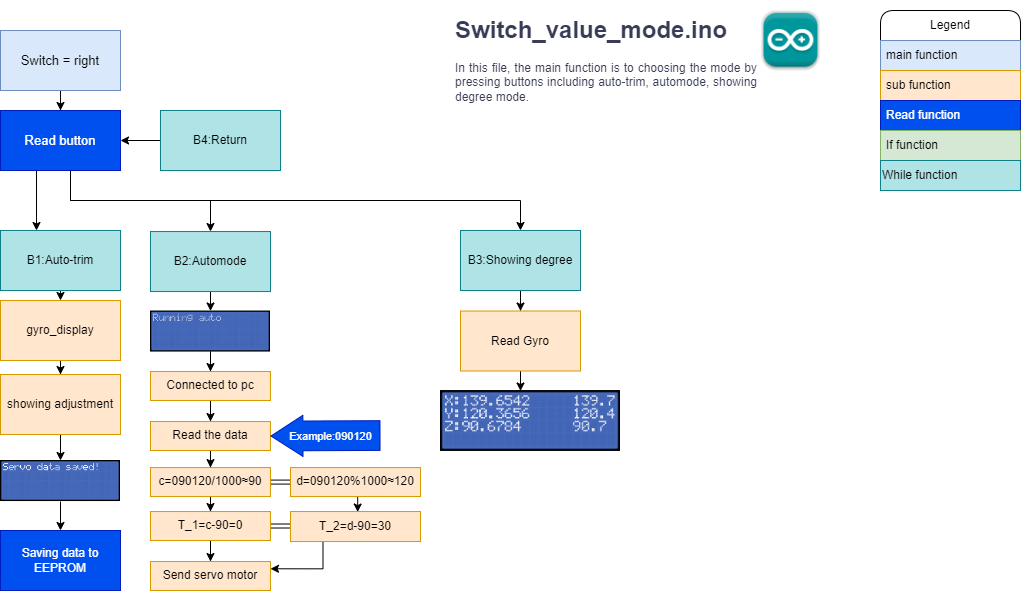 Switch_value_mode.ino
In this file, the main function is to choosing the mode by
pressing buttons including auto-trim, automode, showing
degree mode.
Legend
main function
sub function
Read function
If function
While function
Switch = right
Read button
B4:Return
B1:Auto-trim
B2:Automode
B3:Showing degree
gyro_display
showing adjustment
Servo data saved!
Saving data to
EEPROM
Running auto
Connected to pc
Read the data
Example:090120
c=090120/1000≈90
d=090120%1000≈120
T_1=c-90=0
T_2=d-90=30
Send servo motor
Read Gyro
X:139.6542 139.7
Y:120.3656 120.4
Z:90.6784 90.7